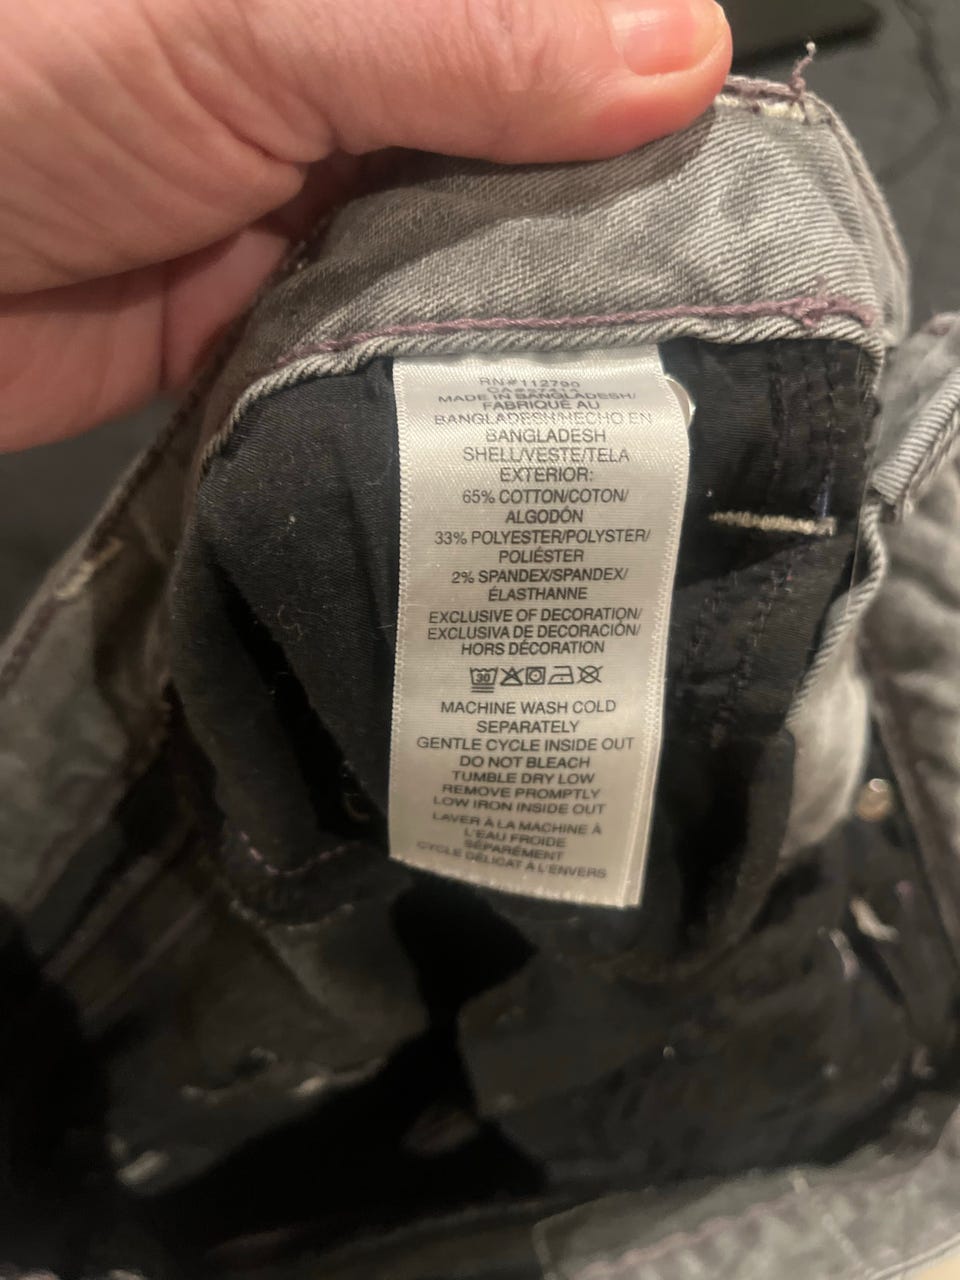 RN#112790
MADE IN BANGLADESH/
FABRIQUÉ AU
BANGLADESH/HECHO EN
BANGLADESH
SHELL/VESTE/TELA
EXTERIOR:
65% COTTON/COTON/
ALGODÓN
33% POLYESTER/POLYSTER/
POLIÉSTER
2% SPANDEX/SPANDEX/
ÉLASTHANNE
EXCLUSIVE OF DECORATION/
EXCLUSIVA DE DECORACIÓN/
HORS DÉCORATION
30
MACHINE WASH COLD
SEPARATELY
GENTLE CYCLE INSIDE OUT
DO NOT BLEACH
TUMBLE DRY LOW
REMOVE PROMPTLY
LOW IRON INSIDE OUT
LAVER À LA MACHINE À
L'EAU FROIDE
SÉPARÉMENT
CYCLE DÉLICAT À L'ENVERS